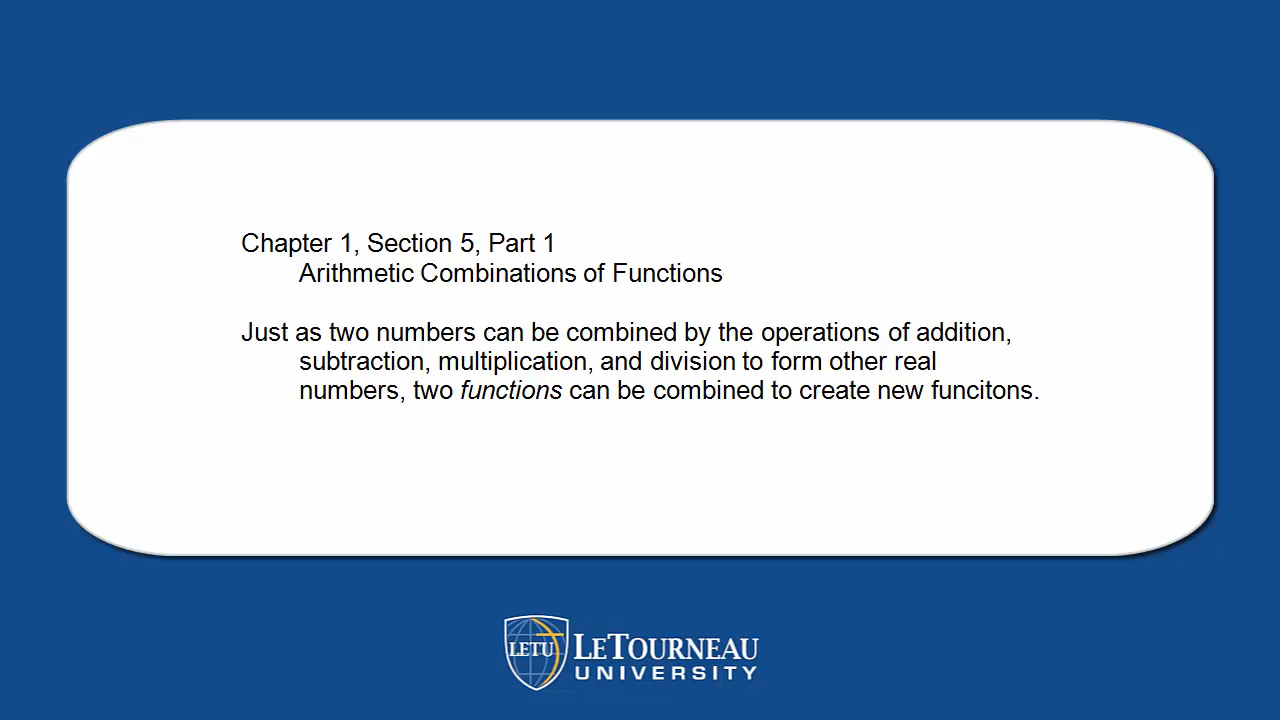 Chapter 1, Section 5, Part 1
Arithmetic Combinations of Functions
Just as two numbers can be combined by the operations of addition,
subtraction, multiplication, and division to form other real
numbers, two functions can be combined to create new funcitons.
LETU LETOURNEAU
UNIVERSITY